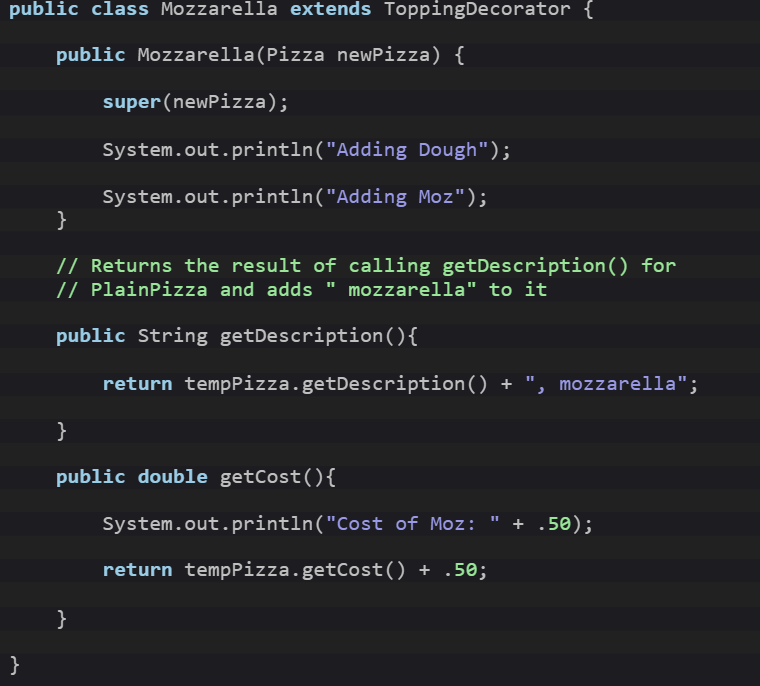 public class Mozzarella extends ToppingDecorator {
    public Mozzarella(Pizza newPizza) {
        super(newPizza);
        System.out.println("Adding Dough");
        System.out.println("Adding Moz");
    }
    // Returns the result of calling getDescription() for
    // PlainPizza and adds " mozzarella" to it
    public String getDescription(){
        return tempPizza.getDescription() + ", mozzarella";
    }
    public double getCost(){
        System.out.println("Cost of Moz: " + .50);
        return tempPizza.getCost() + .50;
    }
}